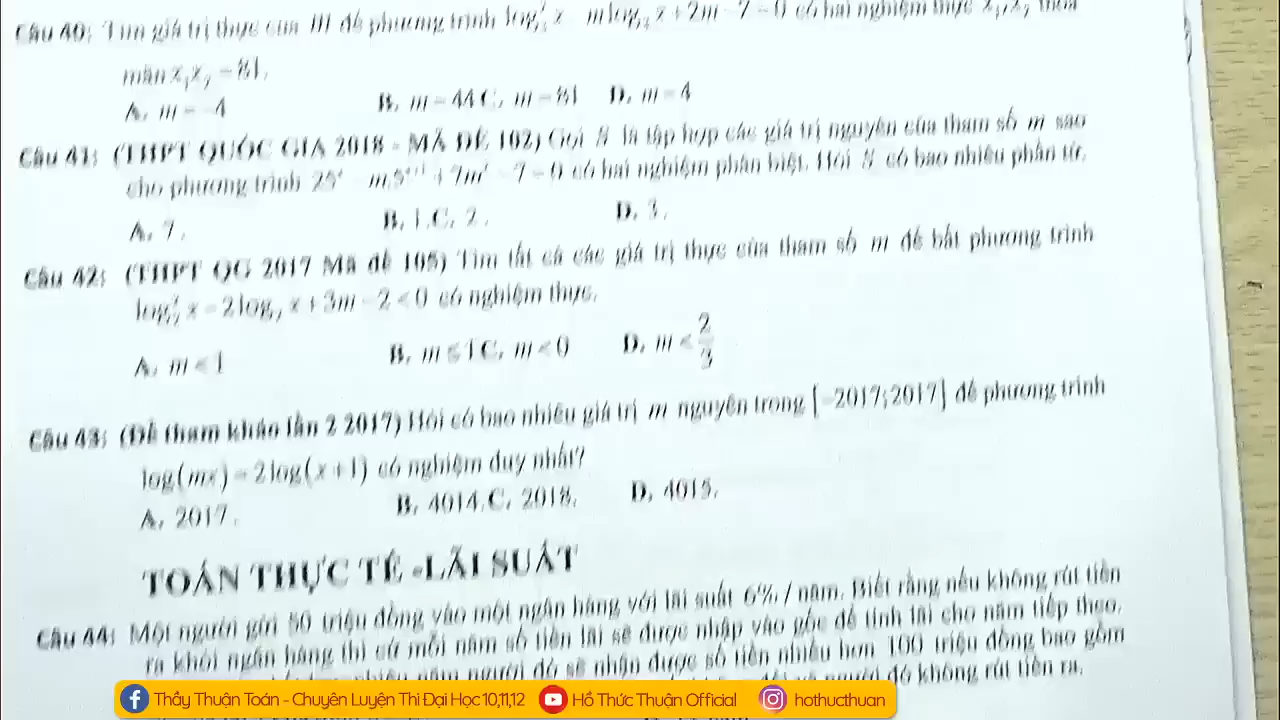 Câu 40: Tìm giá trị thực của m để phương trình log₃² x − m log₃ x + 2m − 7 = 0 có hai nghiệm thực x₁, x₂ thỏa
mãn x₁x₂ = 81.
A. m = −4 B. m = 44 C. m = 81 D. m = 4
Câu 41: (THPT QUỐC GIA 2018 - MÃ ĐỀ 102) Gọi S là tập hợp các giá trị nguyên của tham số m sao
cho phương trình 25ˣ − m.5ˣ⁺¹ + 7m² − 7 = 0 có hai nghiệm phân biệt. Hỏi S có bao nhiêu phần tử.
A. 7. B. 1. C. 2. D. 3.
Câu 42: (THPT QG 2017 Mã đề 105) Tìm tất cả các giá trị thực của tham số m để bất phương trình
log₂² x − 2log₂ x + 3m − 2 < 0 có nghiệm thực.
A. m < 1 B. m ≤ 1 C. m < 0 D. m < 2/3
Câu 43: (Đề tham khảo lần 2 2017) Hỏi có bao nhiêu giá trị m nguyên trong [−2017;2017] để phương trình
log(mx) = 2log(x+1) có nghiệm duy nhất?
A. 2017. B. 4014. C. 2018. D. 4015.
TOÁN THỰC TẾ -LÃI SUẤT
Câu 44: Một người gửi 50 triệu đồng vào một ngân hàng với lãi suất 6% / năm. Biết rằng nếu không rút tiền
ra khỏi ngân hàng thì cứ mỗi năm số tiền lãi sẽ được nhập vào gốc để tính lãi cho năm tiếp theo.
nhiêu năm người đó sẽ nhận được số tiền nhiều hơn 100 triệu đồng bao gồm
người đó không rút tiền ra.
Thầy Thuận Toán - Chuyên Luyện Thi Đại Học 10,11,12 Hồ Thức Thuận Official hothucthuan